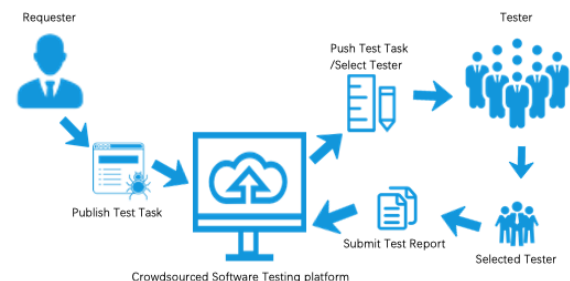 Requester
Tester
Push Test Task
/Select Tester
Publish Test Task
Submit Test Report
Selected Tester
Crowdsourced Software Testing platform